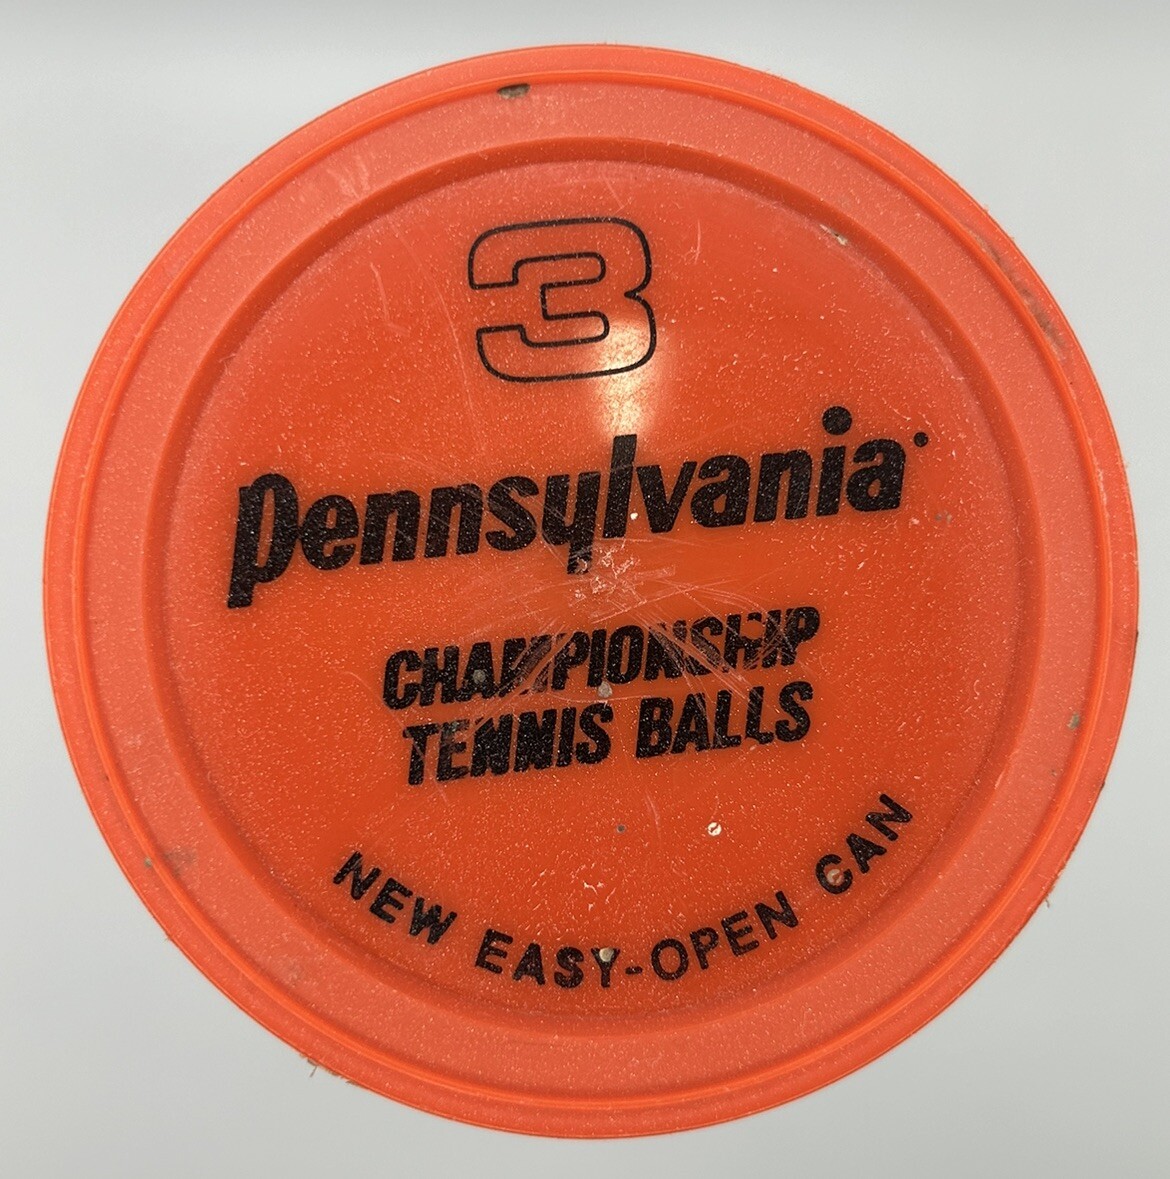 3
Pennsylvania
CHAMPIONSHIP
TENNIS BALLS
NEW EASY-OPEN CAN